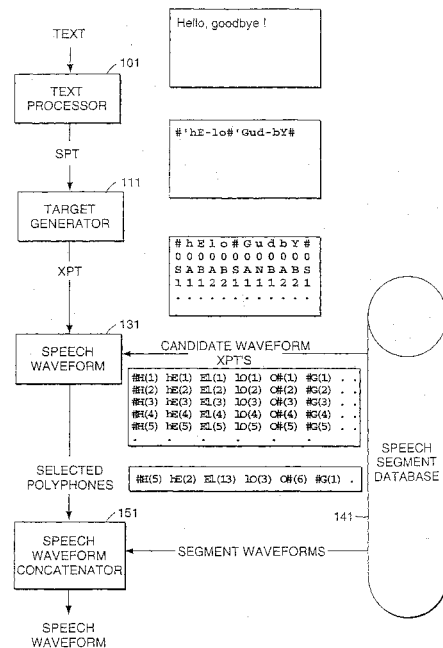 Hello, goodbye !
TEXT
101
TEXT
PROCESSOR
#'hE-lo#'Gud-bY#
SPT
111
TARGET
GENERATOR
#hElo#GudbY#
000000000000
SABABSANBABS
111221111221
. . . . . . . . . . . .
XPT
131
SPEECH
WAVEFORM
CANDIDATE WAVEFORM
XPT'S
#H(1) hE(1) El(1) lO(1) O#(1) #G(1) . .
#H(2) hE(2) El(2) lO(2) O#(2) #G(2) . .
#H(3) hE(3) El(3) lO(3) O#(3) #G(3) . .
#H(4) hE(4) El(4) lO(4) O#(4) #G(4) . .
#H(5) hE(5) El(5) lO(5) O#(5) #G(5) . .
. . . . . .
SPEECH
SEGMENT
DATABASE
SELECTED
POLYPHONES
#H(5) hE(2) El(13) lO(3) O#(6) #G(1) .
141
151
SPEECH
WAVEFORM
CONCATENATOR
SEGMENT WAVEFORMS
SPEECH
WAVEFORM